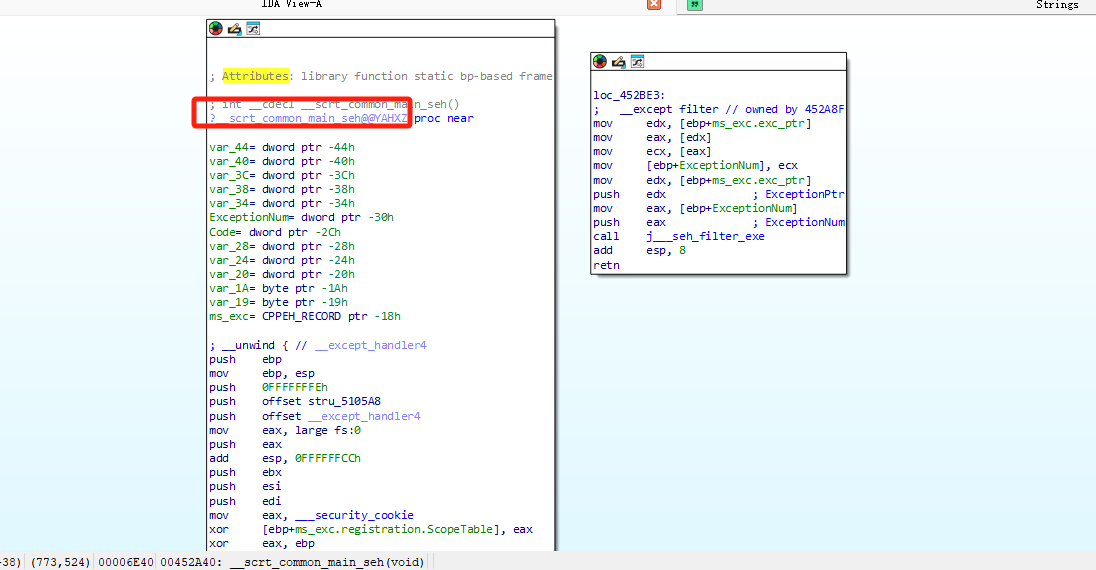 IDA View-A
Strings
; Attributes: library function static bp-based frame
; int __cdecl __scrt_common_main_seh()
?__scrt_common_main_seh@@YAHXZ proc near
var_44= dword ptr -44h
var_40= dword ptr -40h
var_3C= dword ptr -3Ch
var_38= dword ptr -38h
var_34= dword ptr -34h
ExceptionNum= dword ptr -30h
Code= dword ptr -2Ch
var_28= dword ptr -28h
var_24= dword ptr -24h
var_20= dword ptr -20h
var_1A= byte ptr -1Ah
var_19= byte ptr -19h
ms_exc= CPPEH_RECORD ptr -18h
; __unwind { // __except_handler4
push ebp
mov ebp, esp
push 0FFFFFFFEh
push offset stru_5105A8
push offset __except_handler4
mov eax, large fs:0
push eax
add esp, 0FFFFFFCCh
push ebx
push esi
push edi
mov eax, ___security_cookie
xor [ebp+ms_exc.registration.ScopeTable], eax
xor eax, ebp
loc_452BE3:
; __except filter // owned by 452A8F
mov edx, [ebp+ms_exc.exc_ptr]
mov eax, [edx]
mov ecx, [eax]
mov [ebp+ExceptionNum], ecx
mov edx, [ebp+ms_exc.exc_ptr]
push edx ; ExceptionPtr
mov eax, [ebp+ExceptionNum]
push eax ; ExceptionNum
call j___seh_filter_exe
add esp, 8
retn
-38) (773,524) 00006E40 00452A40: __scrt_common_main_seh(void)